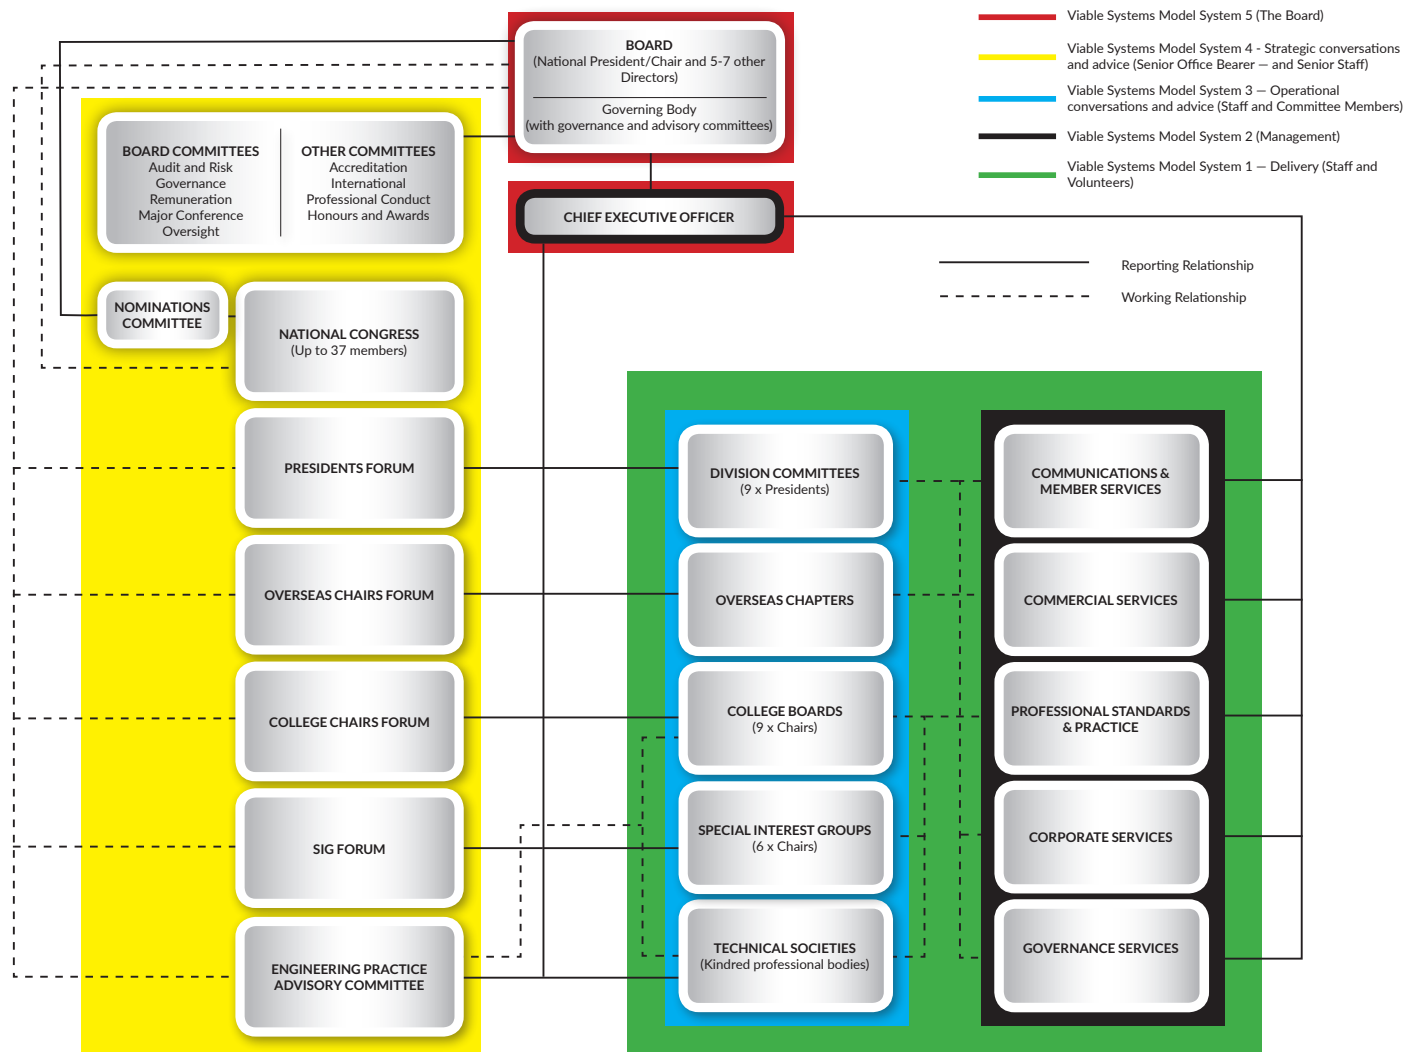 BOARD
(National President/Chair and 5-7 other
Directors)
Governing Body
(with governance and advisory committees)
Viable Systems Model System 5 (The Board)
Viable Systems Model System 4 - Strategic conversations
and advice (Senior Office Bearer – and Senior Staff)
Viable Systems Model System 3 – Operational
conversations and advice (Staff and Committee Members)
Viable Systems Model System 2 (Management)
Viable Systems Model System 1 – Delivery (Staff and
Volunteers)
BOARD COMMITTEES
Audit and Risk
Governance
Remuneration
Major Conference
Oversight
OTHER COMMITTEES
Accreditation
International
Professional Conduct
Honours and Awards
CHIEF EXECUTIVE OFFICER
Reporting Relationship
Working Relationship
NOMINATIONS
COMMITTEE
NATIONAL CONGRESS
(Up to 37 members)
PRESIDENTS FORUM
DIVISION COMMITTEES
(9 x Presidents)
COMMUNICATIONS &
MEMBER SERVICES
OVERSEAS CHAIRS FORUM
OVERSEAS CHAPTERS
COMMERCIAL SERVICES
COLLEGE CHAIRS FORUM
COLLEGE BOARDS
(9 x Chairs)
PROFESSIONAL STANDARDS
& PRACTICE
SIG FORUM
SPECIAL INTEREST GROUPS
(6 x Chairs)
CORPORATE SERVICES
ENGINEERING PRACTICE
ADVISORY COMMITTEE
TECHNICAL SOCIETIES
(Kindred professional bodies)
GOVERNANCE SERVICES